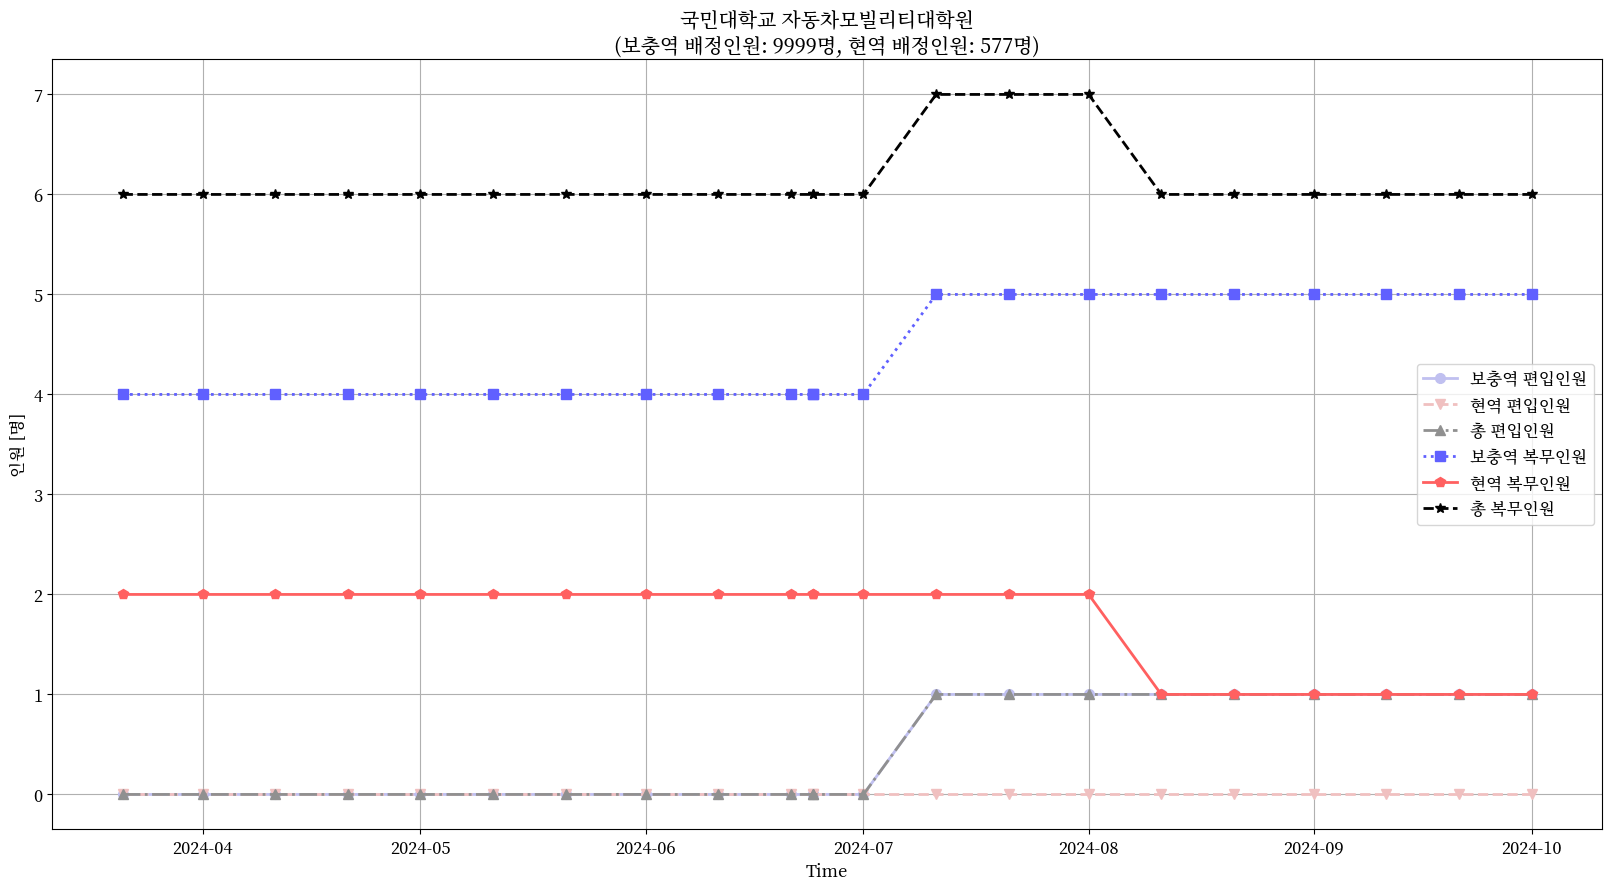 국민대학교 자동차모빌리티대학원
(보충역 배정인원: 9999명, 현역 배정인원: 577명)
인원 [명]
7
6
5
4
3
2
1
0
보충역 편입인원
현역 편입인원
총 편입인원
보충역 복무인원
현역 복무인원
총 복무인원
2024-04
2024-05
2024-06
2024-07
2024-08
2024-09
2024-10
Time